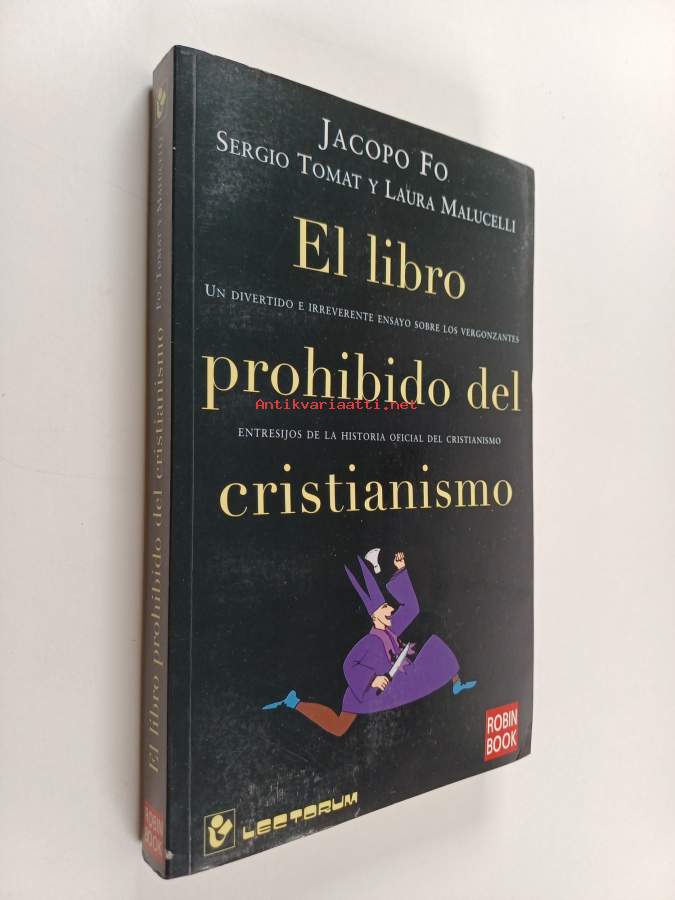 JACOPO FO
SERGIO TOMAT Y LAURA MALUCELLI
El libro
UN DIVERTIDO E IRREVERENTE ENSAYO SOBRE LOS VERGONZANTES
prohibido del
Antikvariaatti.net
ENTRESIJOS DE LA HISTORIA OFICIAL DEL CRISTIANISMO
cristianismo
ROBIN
BOOK
LECTORUM
El libro prohibido del cristianismo FO, TOMAT Y MALUCELLI
ROBIN
BOOK